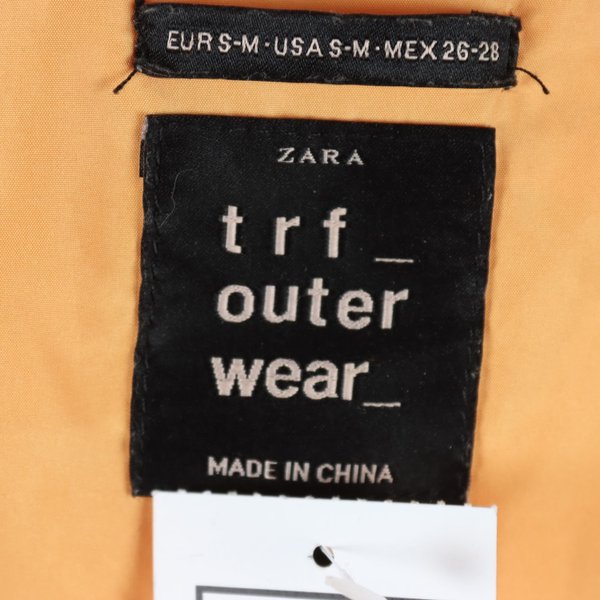 EUR S-M · USA S-M · MEX 26-28
ZARA
trf_
outer
wear_
MADE IN CHINA